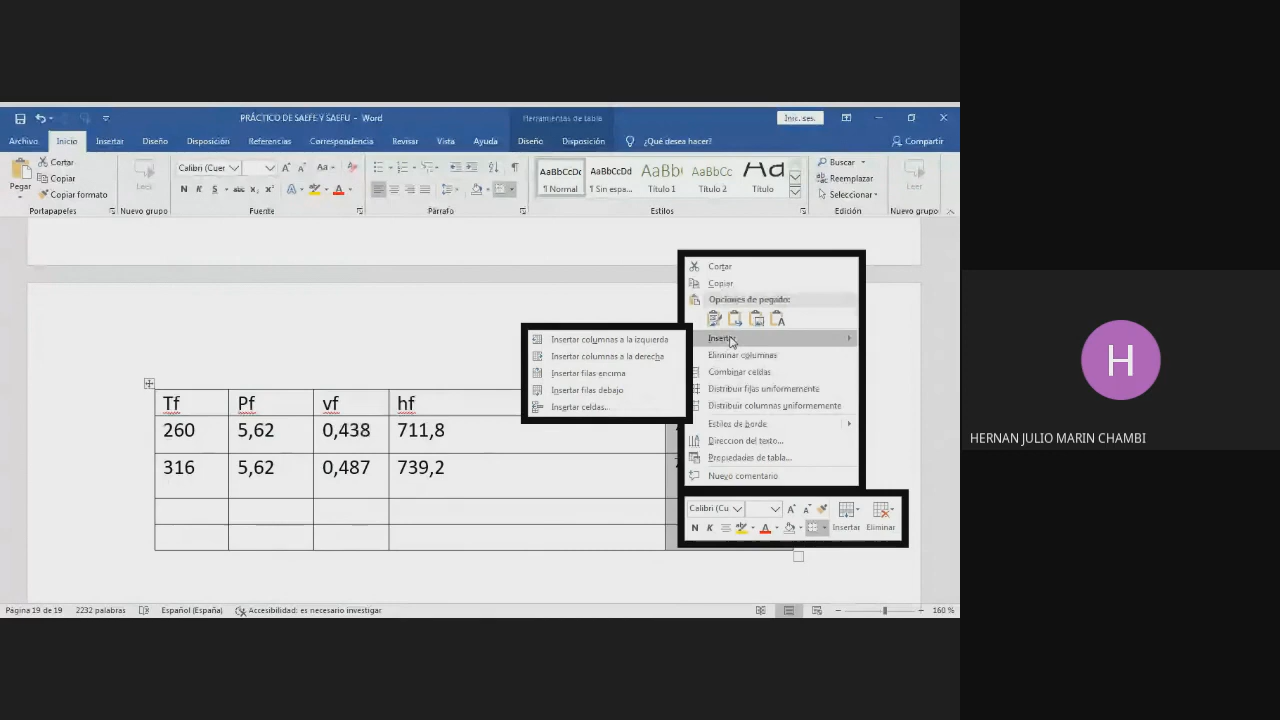 PRÁCTICO DE SAEFE Y SAEFU - Word
Herramientas de tabla
Inic. ses.
Archivo Inicio Insertar Diseño Disposición Referencias Correspondencia Revisar Vista Ayuda Diseño Disposición ¿Qué desea hacer? Compartir
Pegar
Cortar
Copiar
Copiar formato
Portapapeles
Leer
Nuevo grupo
Calibri (Cuer
Fuente
Párrafo
AaBbCcDc
¶ Normal
AaBbCcDd
¶ Sin espa...
AaBbC
Título 1
AaBbCc
Título 2
Título
Estilos
Buscar
Reemplazar
Seleccionar
Edición
Leer
Nuevo grupo
Cortar
Copiar
Opciones de pegado:
Insertar
Eliminar columnas
Combinar celdas
Distribuir filas uniformemente
Distribuir columnas uniformemente
Estilos de borde
Dirección del texto...
Propiedades de tabla...
Nuevo comentario
Insertar columnas a la izquierda
Insertar columnas a la derecha
Insertar filas encima
Insertar filas debajo
Insertar celdas...
Calibri (Cu
N K
Insertar Eliminar
Tf Pf vf hf
260 5,62 0,438 711,8
316 5,62 0,487 739,2
Página 19 de 19 2232 palabras Español (España) Accesibilidad: es necesario investigar 160 %
H
HERNAN JULIO MARIN CHAMBI